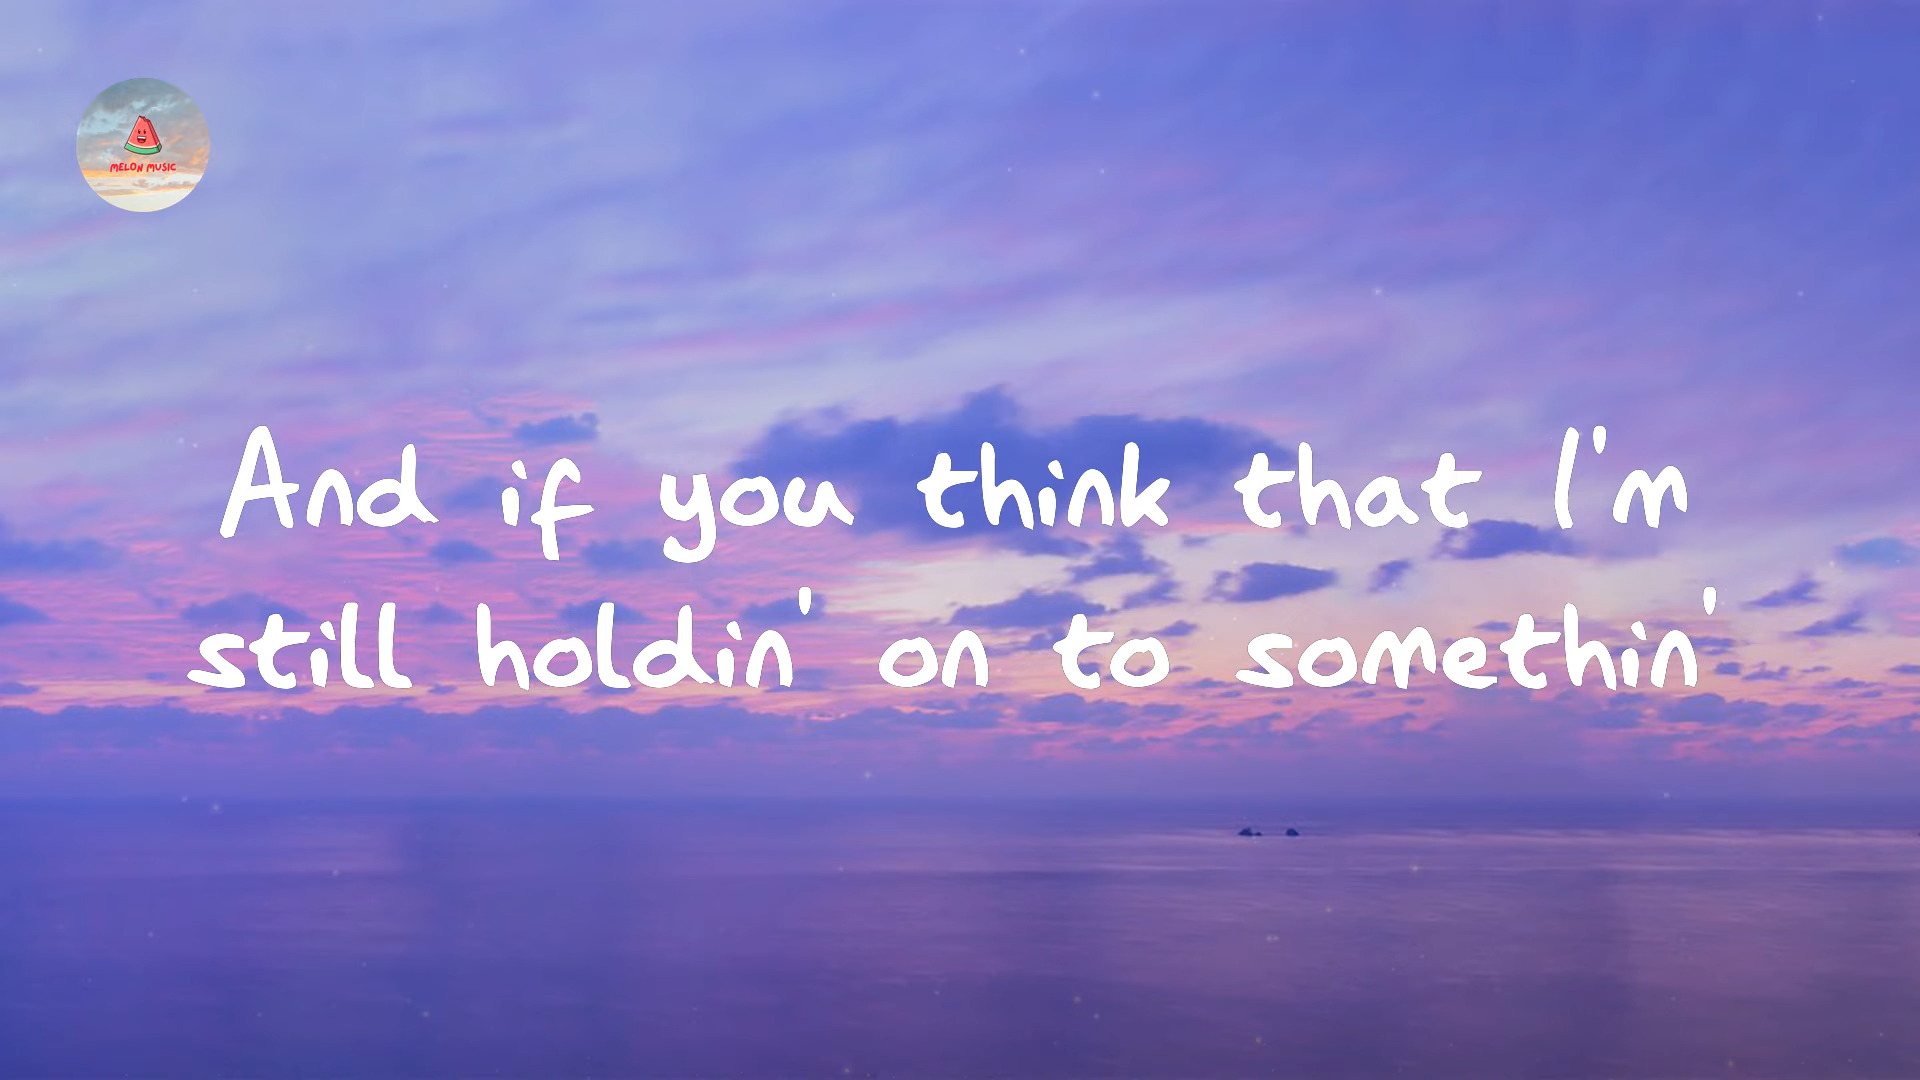 MELON MUSIC
And if you think that I'm
still holdin' on to somethin'